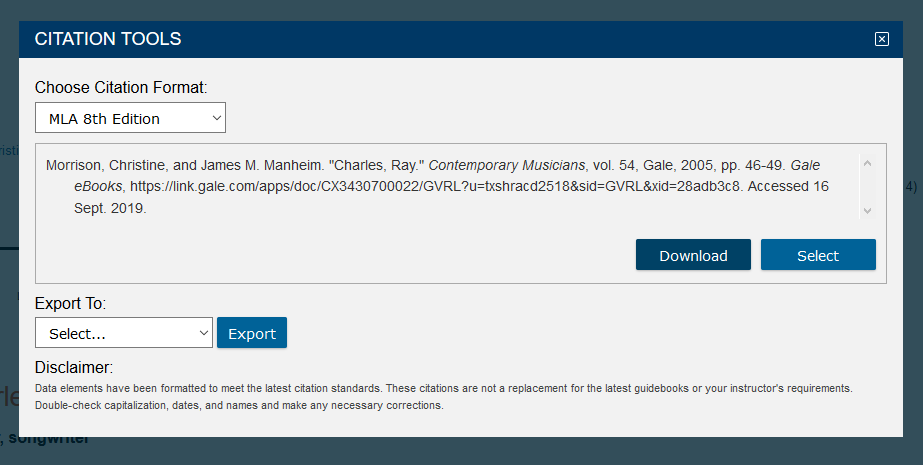 CITATION TOOLS
Choose Citation Format:
MLA 8th Edition
Morrison, Christine, and James M. Manheim. "Charles, Ray." Contemporary Musicians, vol. 54, Gale, 2005, pp. 46-49. Gale
eBooks, https://link.gale.com/apps/doc/CX3430700022/GVRL?u=txshracd2518&sid=GVRL&xid=28adb3c8. Accessed 16
Sept. 2019.
Download
Select
Export To:
Select...
Export
Disclaimer:
Data elements have been formatted to meet the latest citation standards. These citations are not a replacement for the latest guidebooks or your instructor's requirements.
Double-check capitalization, dates, and names and make any necessary corrections.
, songwriter